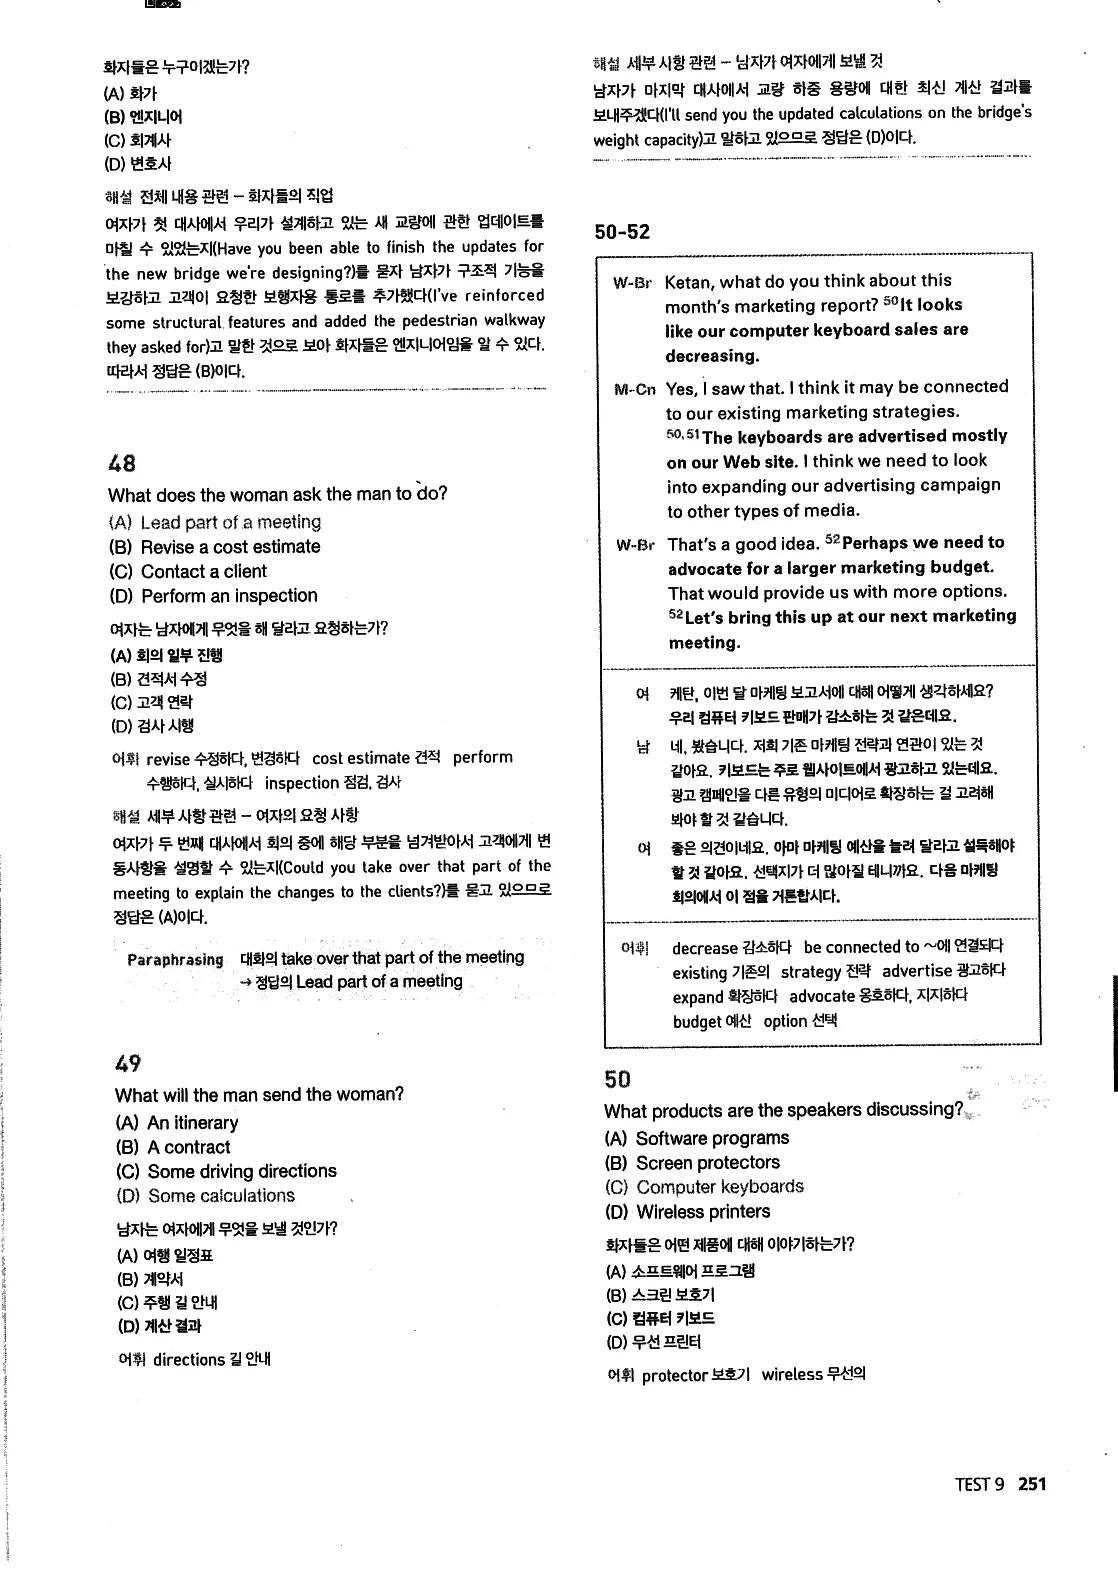 화자들은 누구이겠는가?
(A) 화가
(B) 엔지니어
(C) 회계사
(D) 변호사
해설 전체 내용 관련 – 화자들의 직업
여자가 첫 대사에서 우리가 설계하고 있는 새 교량에 관한 업데이트를
마칠 수 있었는지(Have you been able to finish the updates for
the new bridge we're designing?)를 묻자 남자가 구조적 기능을
보강하고 고객이 요청한 보행자용 통로를 추가했다(I've reinforced
some structural features and added the pedestrian walkway
they asked for)고 말한 것으로 보아 화자들은 엔지니어임을 알 수 있다.
따라서 정답은 (B)이다.
48
What does the woman ask the man to do?
(A) Lead part of a meeting
(B) Revise a cost estimate
(C) Contact a client
(D) Perform an inspection
여자는 남자에게 무엇을 해 달라고 요청하는가?
(A) 회의 일부 진행
(B) 견적서 수정
(C) 고객 연락
(D) 검사 시행
어휘 revise 수정하다, 변경하다 cost estimate 견적 perform
수행하다, 실시하다 inspection 점검, 검사
해설 세부 사항 관련 – 여자의 요청 사항
여자가 두 번째 대사에서 회의 중에 해당 부분을 넘겨받아서 고객에게 변
동사항을 설명할 수 있는지(Could you take over that part of the
meeting to explain the changes to the clients?)를 묻고 있으므로
정답은 (A)이다.
Paraphrasing 대화의 take over that part of the meeting
→ 정답의 Lead part of a meeting
49
What will the man send the woman?
(A) An itinerary
(B) A contract
(C) Some driving directions
(D) Some calculations
남자는 여자에게 무엇을 보낼 것인가?
(A) 여행 일정표
(B) 계약서
(C) 주행 길 안내
(D) 계산 결과
어휘 directions 길 안내
해설 세부 사항 관련 – 남자가 여자에게 보낼 것
남자가 마지막 대사에서 교량 하중 용량에 대한 최신 계산 결과를
보내주겠다(I'll send you the updated calculations on the bridge's
weight capacity)고 말하고 있으므로 정답은 (D)이다.
50-52
W-Br Ketan, what do you think about this
month's marketing report? 50It looks
like our computer keyboard sales are
decreasing.
M-Cn Yes, I saw that. I think it may be connected
to our existing marketing strategies.
50, 51The keyboards are advertised mostly
on our Web site. I think we need to look
into expanding our advertising campaign
to other types of media.
W-Br That's a good idea. 52Perhaps we need to
advocate for a larger marketing budget.
That would provide us with more options.
52Let's bring this up at our next marketing
meeting.
여 케탄, 이번 달 마케팅 보고서에 대해 어떻게 생각하세요?
우리 컴퓨터 키보드 판매가 감소하는 것 같은데요.
남 네, 봤습니다. 저희 기존 마케팅 전략과 연관이 있는 것
같아요. 키보드는 주로 웹사이트에서 광고하고 있는데요.
광고 캠페인을 다른 유형의 미디어로 확장하는 걸 고려해
봐야 할 것 같습니다.
여 좋은 의견이네요. 아마 마케팅 예산을 늘려 달라고 설득해야
할 것 같아요. 선택지가 더 많아질 테니까요. 다음 마케팅
회의에서 이 점을 거론합시다.
어휘 decrease 감소하다 be connected to ~에 연결되다
existing 기존의 strategy 전략 advertise 광고하다
expand 확장하다 advocate 옹호하다, 지지하다
budget 예산 option 선택
50
What products are the speakers discussing?
(A) Software programs
(B) Screen protectors
(C) Computer keyboards
(D) Wireless printers
화자들은 어떤 제품에 대해 이야기하는가?
(A) 소프트웨어 프로그램
(B) 스크린 보호기
(C) 컴퓨터 키보드
(D) 무선 프린터
어휘 protector 보호기 wireless 무선의
TEST 9 251